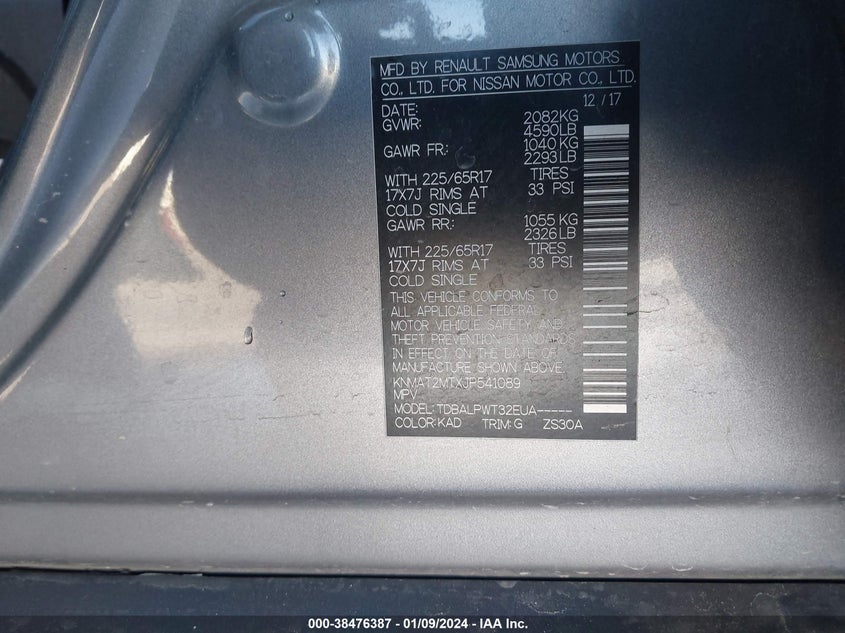 MFD BY RENAULT SAMSUNG MOTORS
CO., LTD. FOR NISSAN MOTOR CO., LTD.
DATE: 12 / 17
GVWR: 2082KG
4590LB
GAWR FR: 1040 KG
2293 LB
WITH 225/65R17 TIRES
17X7J RIMS AT 33 PSI
COLD SINGLE
GAWR RR: 1055 KG
2326 LB
WITH 225/65R17 TIRES
17X7J RIMS AT 33 PSI
COLD SINGLE
THIS VEHICLE CONFORMS TO
ALL APPLICABLE FEDERAL
MOTOR VEHICLE SAFETY AND
THEFT PREVENTION STANDARDS
IN EFFECT ON THE DATE OF
MANUFACTURE SHOWN ABOVE.
KNMAT2MTXJP541089
MPV
MODEL: TDBALPWT32EUA-----
COLOR: KAD TRIM: G ZS30A
000-38476387 - 01/09/2024 - IAA Inc.